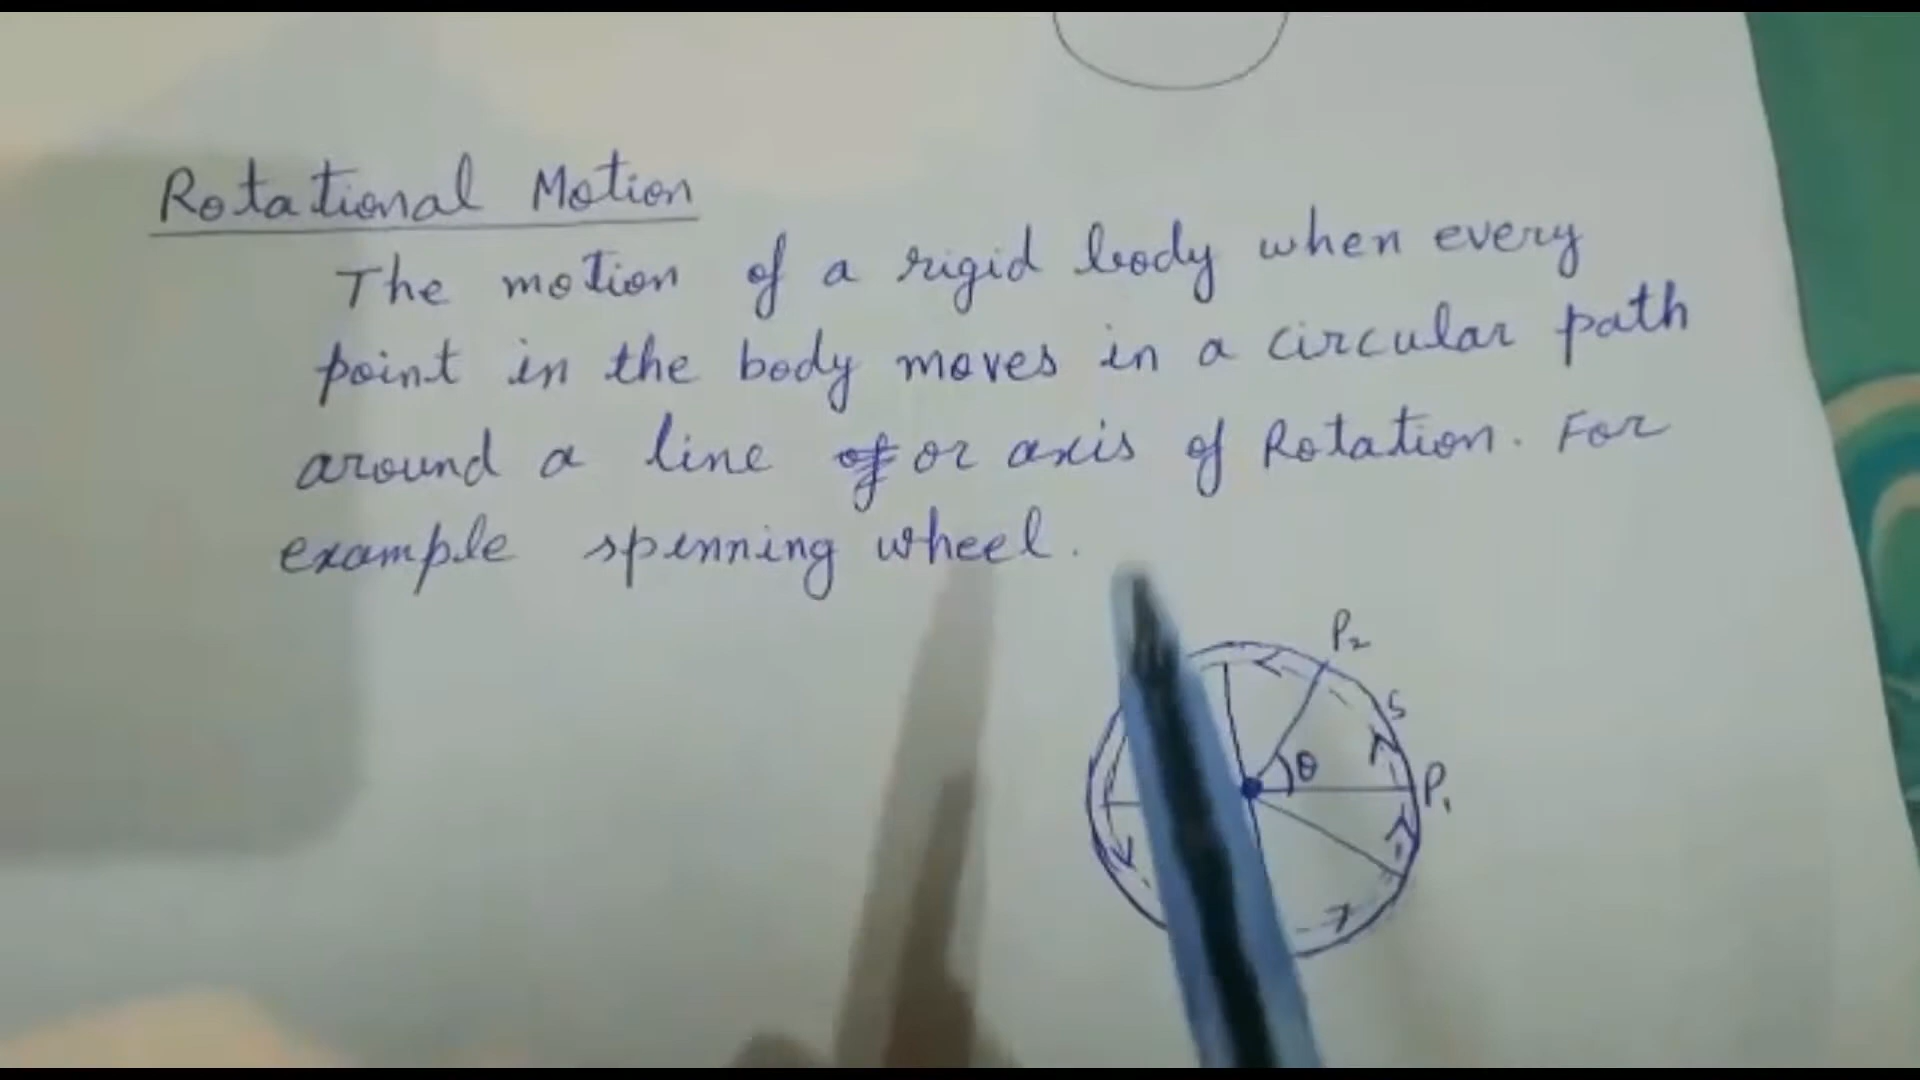 Rotational Motion
The motion of a rigid body when every
point in the body moves in a circular path
around a line of or axis of Rotation. For
example spinning wheel.
P2
S
θ
P1